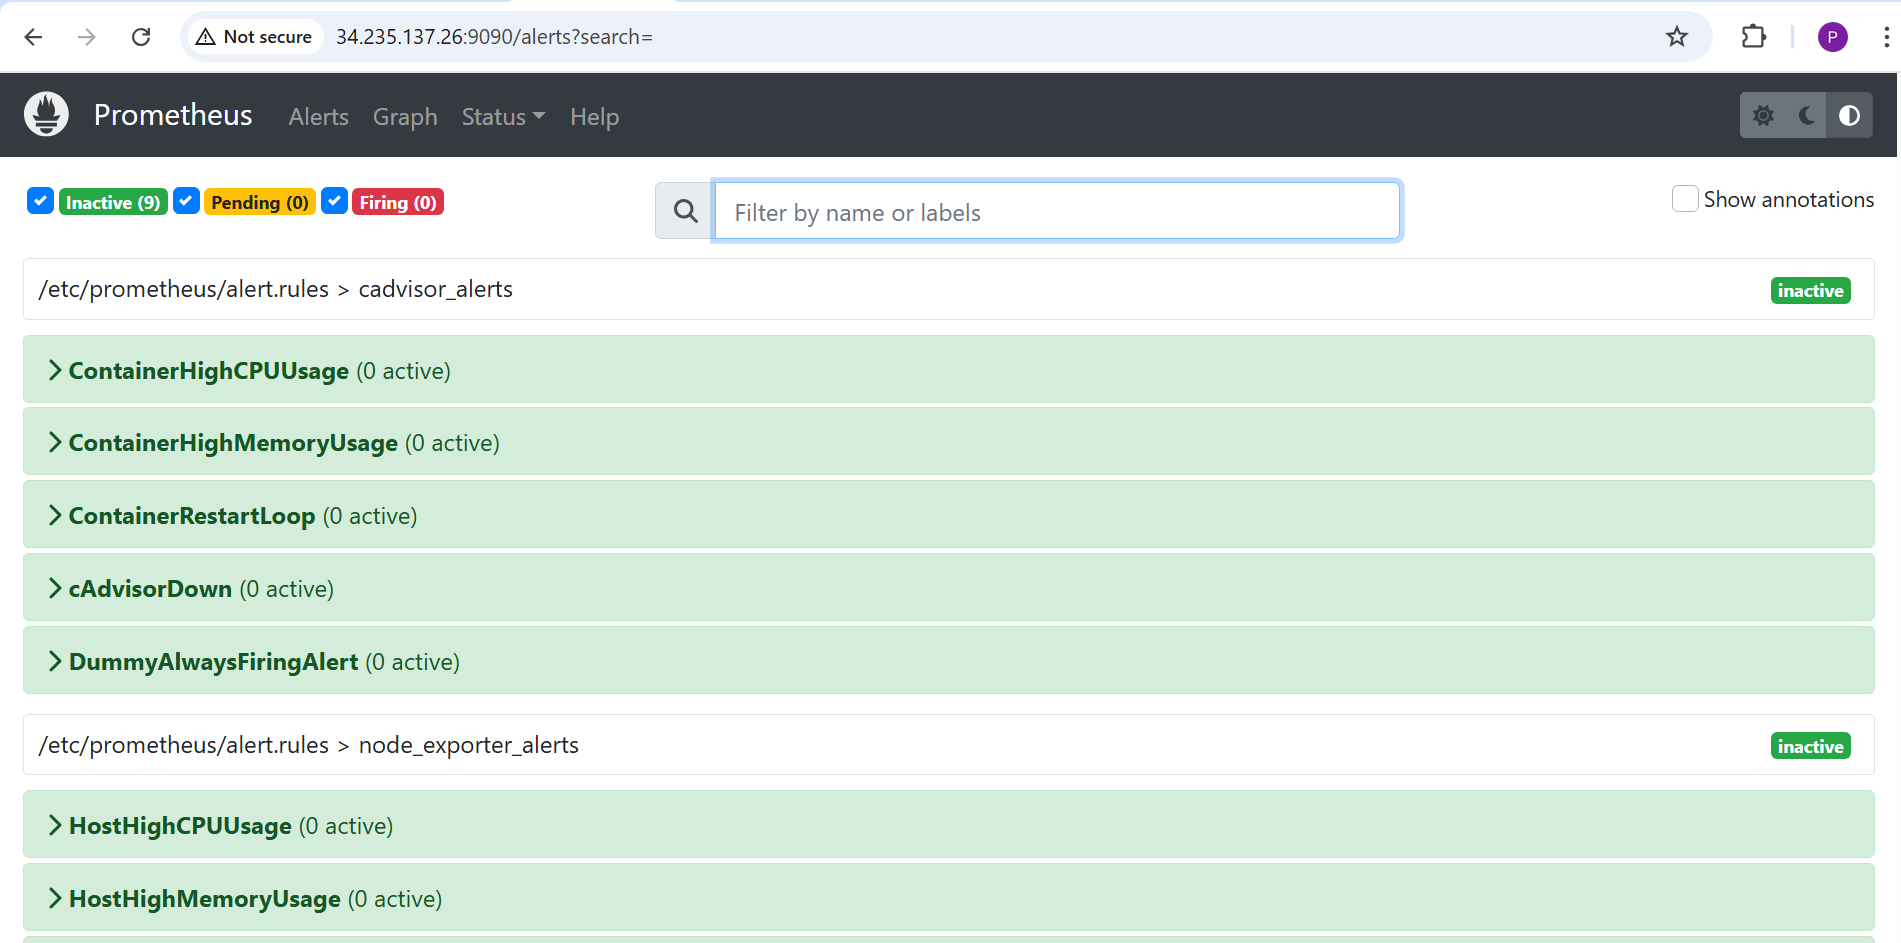 Not secure 34.235.137.26:9090/alerts?search= P
Prometheus Alerts Graph Status Help
Inactive (9) Pending (0) Firing (0) Filter by name or labels Show annotations
/etc/prometheus/alert.rules > cadvisor_alerts inactive
ContainerHighCPUUsage (0 active)
ContainerHighMemoryUsage (0 active)
ContainerRestartLoop (0 active)
cAdvisorDown (0 active)
DummyAlwaysFiringAlert (0 active)
/etc/prometheus/alert.rules > node_exporter_alerts inactive
HostHighCPUUsage (0 active)
HostHighMemoryUsage (0 active)